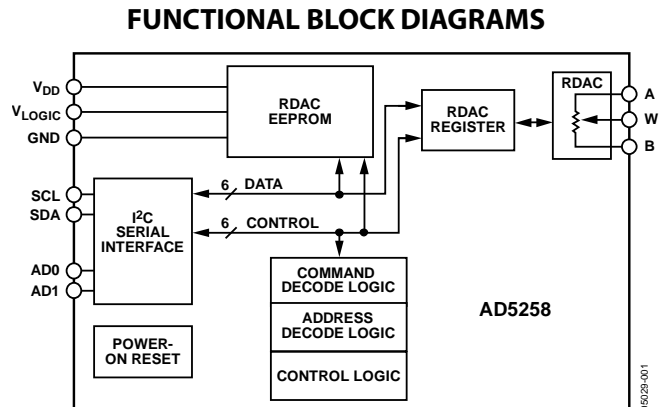 FUNCTIONAL BLOCK DIAGRAMS
VDD
VLOGIC
GND
SCL
SDA
AD0
AD1
RDAC
EEPROM
RDAC
REGISTER
RDAC
A
W
B
I2C
SERIAL
INTERFACE
6 DATA
6 CONTROL
COMMAND
DECODE LOGIC
ADDRESS
DECODE LOGIC
CONTROL LOGIC
POWER-
ON RESET
AD5258
05029-001